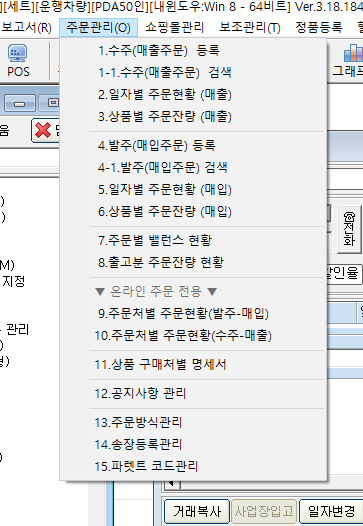 ][세트][운행차량][PDA50인][내윈도우:Win 8 - 64비트] Ver.3.18.184
보고서(R) 주문관리(O) 쇼핑몰관리 보조관리(T) 정품등록
POS 그래프
1.수주(매출주문) 등록
1-1.수주(매출주문) 검색
2.일자별 주문현황 (매출)
3.상품별 주문잔량 (매출)
4.발주(매입주문) 등록
4-1.발주(매입주문) 검색
5.일자별 주문현황 (매입)
6.상품별 주문잔량 (매입)
7.주문별 밸런스 현황
8.출고분 주문잔량 현황
▼ 온라인 주문 전용 ▼
9.주문처별 주문현황(발주-매입)
10.주문처별 주문현황(수주-매출)
11.상품 구매처별 명세서
12.공지사항 관리
13.주문방식관리
14.송장등록관리
15.파렛트 코드관리
움
M)
지정
관리
전화
할인율
거래복사 사업장입고 일자변경